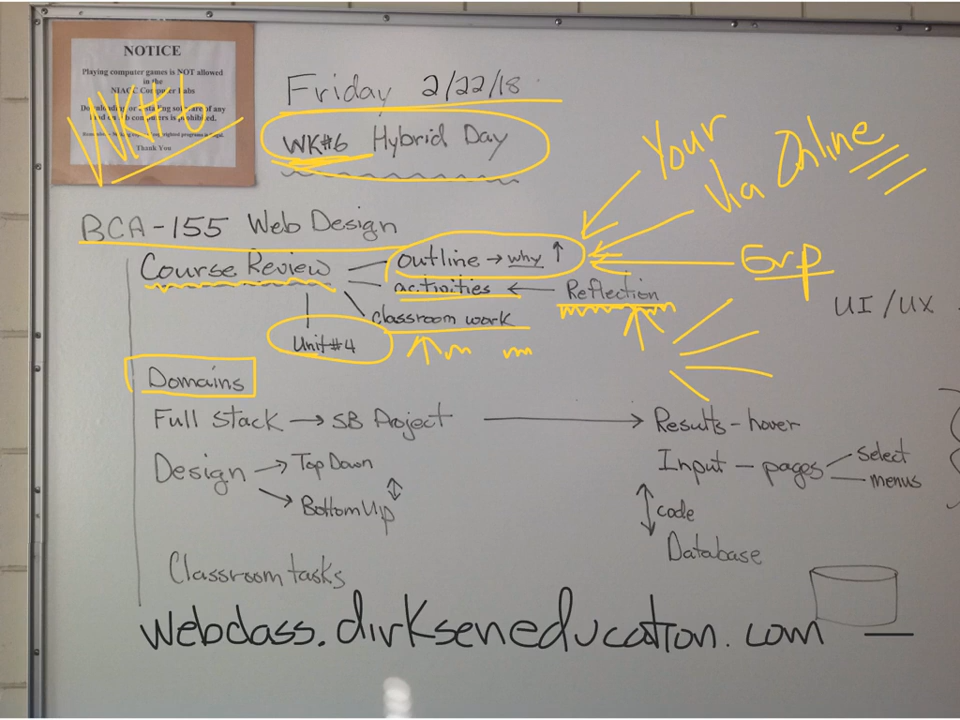 NOTICE
Playing computer games is NOT allowed
in the
NIACC Computer Labs
WK#6
Thank You
Friday 2/22/18
WK#6 Hybrid Day
Your
Via Online
BCA-155 Web Design
Course Review outline → why ↑
Grp
activities ← Reflection
UI/UX
classroom work
Unit #4
Domains
Full Stack → SB Project → Results - hover
Design → Top Down
Input - pages select
menus
→ Bottom Up
code
Database
Classroom tasks
webclass.dirkseneducation.com